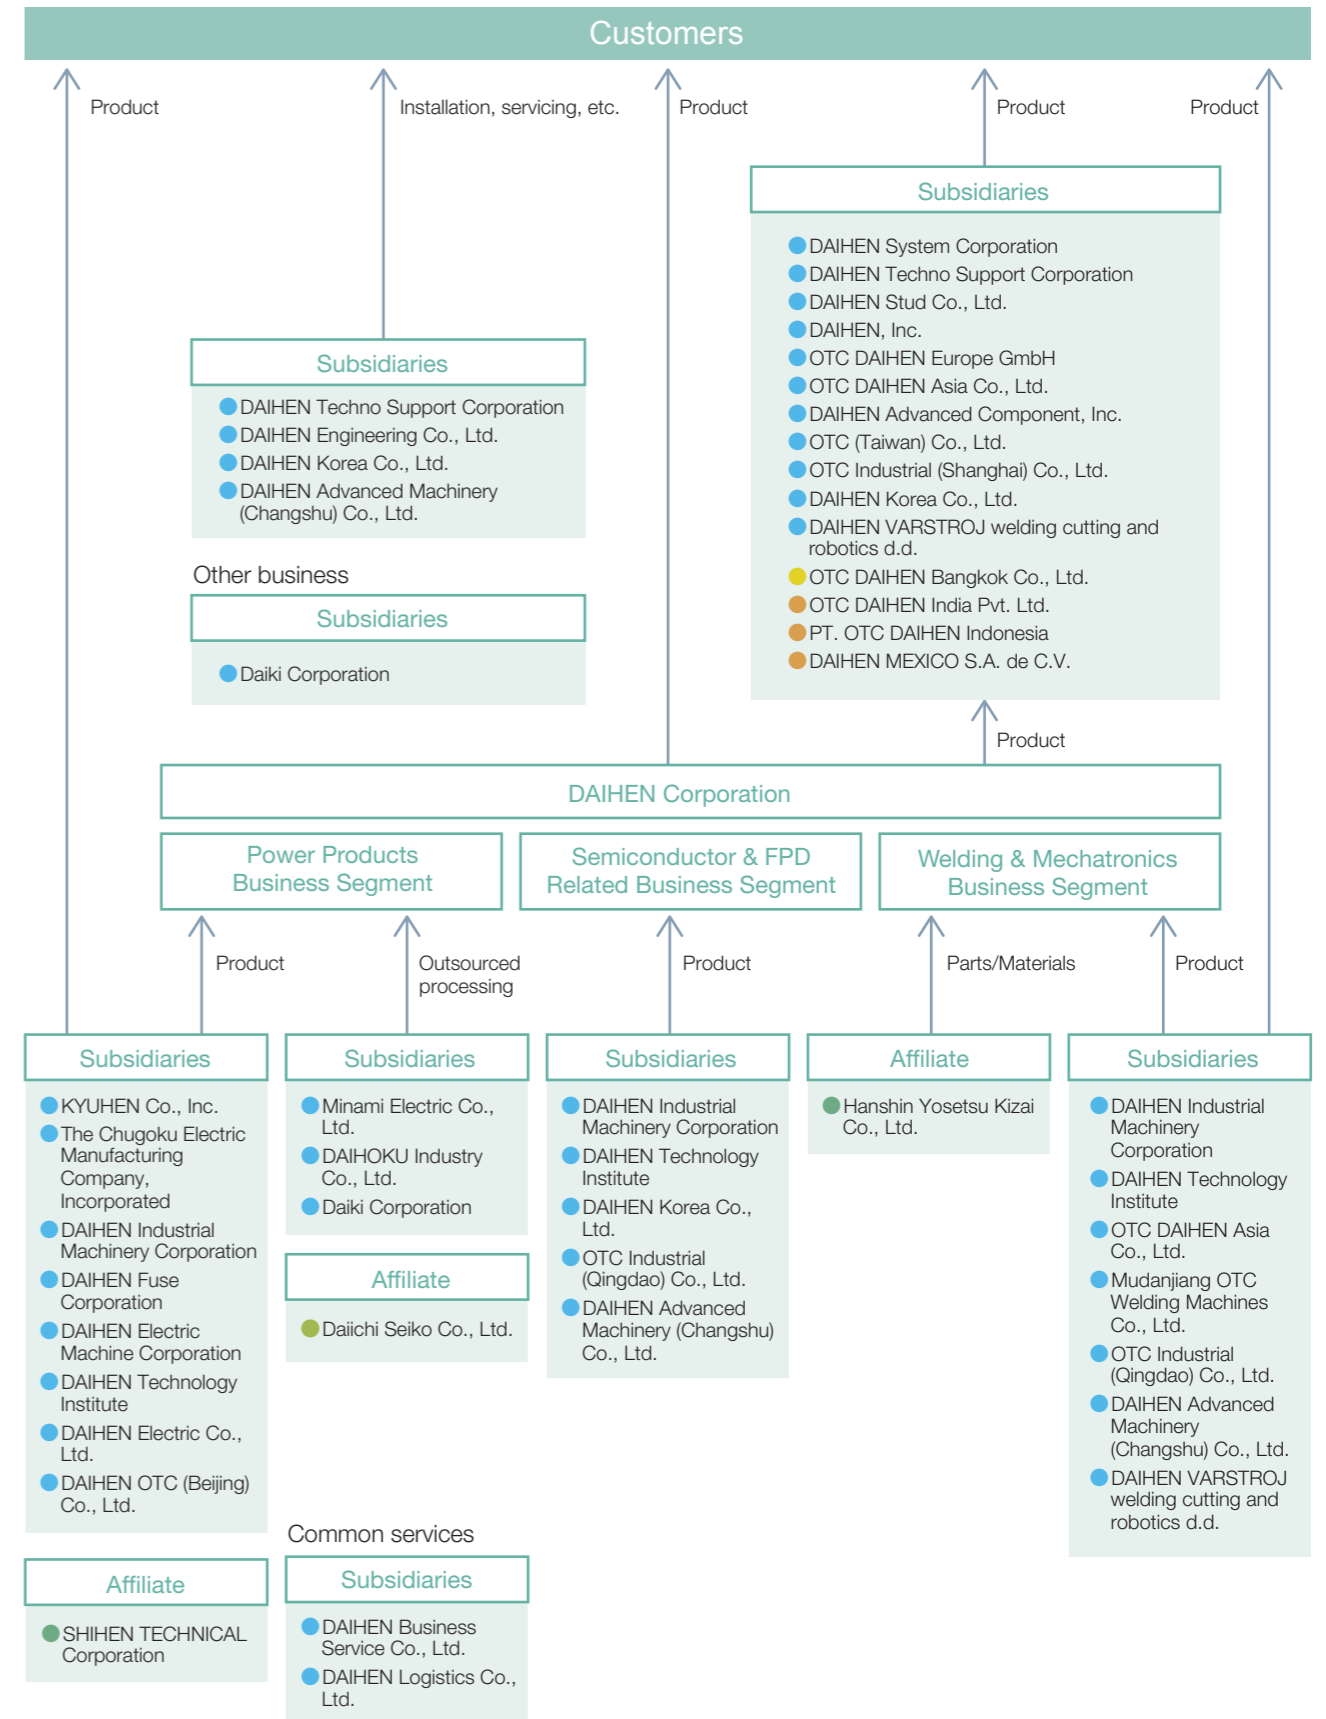 Customers
Product
Installation, servicing, etc.
Product
Product
Product
Subsidiaries
DAIHEN System Corporation
DAIHEN Techno Support Corporation
DAIHEN Stud Co., Ltd.
DAIHEN, Inc.
OTC DAIHEN Europe GmbH
OTC DAIHEN Asia Co., Ltd.
DAIHEN Advanced Component, Inc.
OTC (Taiwan) Co., Ltd.
OTC Industrial (Shanghai) Co., Ltd.
DAIHEN Korea Co., Ltd.
DAIHEN VARSTROJ welding cutting and
robotics d.d.
OTC DAIHEN Bangkok Co., Ltd.
OTC DAIHEN India Pvt. Ltd.
PT. OTC DAIHEN Indonesia
DAIHEN MEXICO S.A. de C.V.
Subsidiaries
DAIHEN Techno Support Corporation
DAIHEN Engineering Co., Ltd.
DAIHEN Korea Co., Ltd.
DAIHEN Advanced Machinery
(Changshu) Co., Ltd.
Other business
Subsidiaries
Daiki Corporation
Product
DAIHEN Corporation
Power Products
Business Segment
Semiconductor & FPD
Related Business Segment
Welding & Mechatronics
Business Segment
Product
Outsourced
processing
Product
Parts/Materials
Product
Subsidiaries
KYUHEN Co., Inc.
The Chugoku Electric
Manufacturing
Company,
Incorporated
DAIHEN Industrial
Machinery Corporation
DAIHEN Fuse
Corporation
DAIHEN Electric
Machine Corporation
DAIHEN Technology
Institute
DAIHEN Electric Co.,
Ltd.
DAIHEN OTC (Beijing)
Co., Ltd.
Affiliate
SHIHEN TECHNICAL
Corporation
Subsidiaries
Minami Electric Co.,
Ltd.
DAIHOKU Industry
Co., Ltd.
Daiki Corporation
Affiliate
Daiichi Seiko Co., Ltd.
Common services
Subsidiaries
DAIHEN Business
Service Co., Ltd.
DAIHEN Logistics Co.,
Ltd.
Subsidiaries
DAIHEN Industrial
Machinery Corporation
DAIHEN Technology
Institute
DAIHEN Korea Co.,
Ltd.
OTC Industrial
(Qingdao) Co., Ltd.
DAIHEN Advanced
Machinery (Changshu)
Co., Ltd.
Affiliate
Hanshin Yosetsu Kizai
Co., Ltd.
Subsidiaries
DAIHEN Industrial
Machinery
Corporation
DAIHEN Technology
Institute
OTC DAIHEN Asia
Co., Ltd.
Mudanjiang OTC
Welding Machines
Co., Ltd.
OTC Industrial
(Qingdao) Co., Ltd.
DAIHEN Advanced
Machinery
(Changshu) Co., Ltd.
DAIHEN VARSTROJ
welding cutting and
robotics d.d.